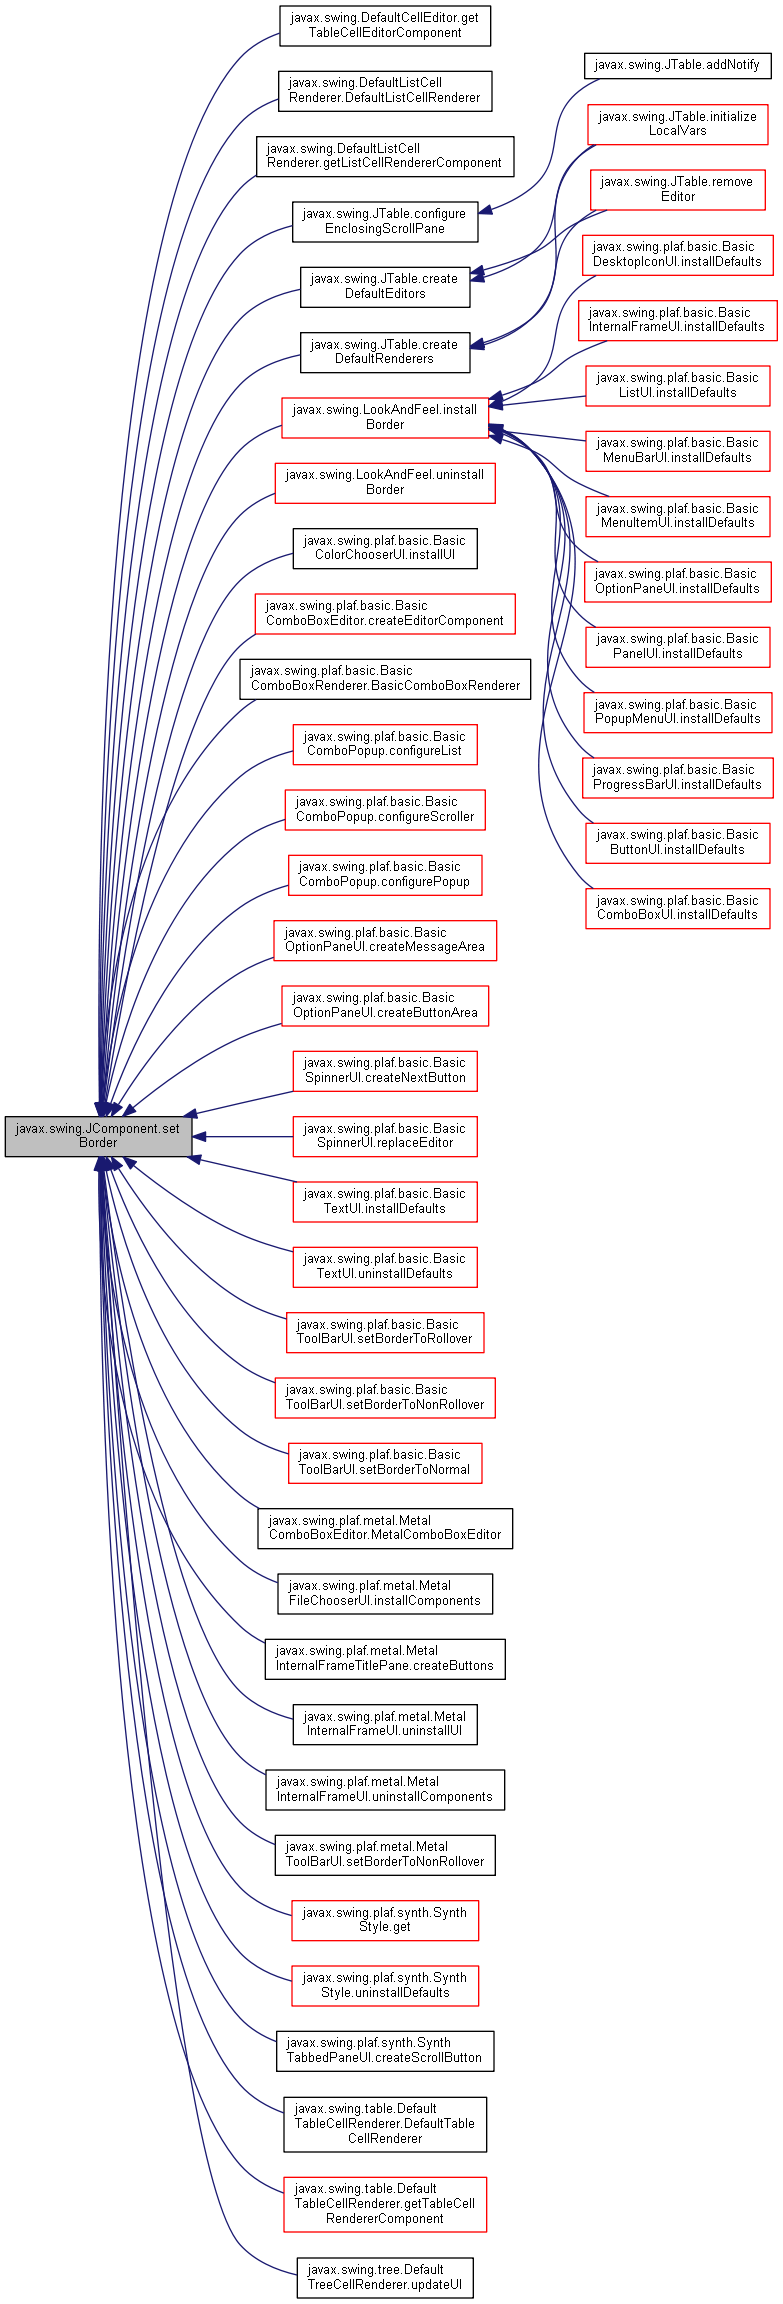 javax.swing.DefaultCellEditor.get
TableCellEditorComponent
javax.swing.DefaultListCell
Renderer.DefaultListCellRenderer
javax.swing.DefaultListCell
Renderer.getListCellRendererComponent
javax.swing.JTable.configure
EnclosingScrollPane
javax.swing.JTable.create
DefaultEditors
javax.swing.JTable.create
DefaultRenderers
javax.swing.LookAndFeel.install
Border
javax.swing.LookAndFeel.uninstall
Border
javax.swing.plaf.basic.Basic
ColorChooserUI.installUI
javax.swing.plaf.basic.Basic
ComboBoxEditor.createEditorComponent
javax.swing.plaf.basic.Basic
ComboBoxRenderer.BasicComboBoxRenderer
javax.swing.plaf.basic.Basic
ComboPopup.configureList
javax.swing.plaf.basic.Basic
ComboPopup.configureScroller
javax.swing.plaf.basic.Basic
ComboPopup.configurePopup
javax.swing.plaf.basic.Basic
OptionPaneUI.createMessageArea
javax.swing.plaf.basic.Basic
OptionPaneUI.createButtonArea
javax.swing.plaf.basic.Basic
SpinnerUI.createNextButton
javax.swing.JComponent.set
Border
javax.swing.plaf.basic.Basic
SpinnerUI.replaceEditor
javax.swing.plaf.basic.Basic
TextUI.installDefaults
javax.swing.plaf.basic.Basic
TextUI.uninstallDefaults
javax.swing.plaf.basic.Basic
ToolBarUI.setBorderToRollover
javax.swing.plaf.basic.Basic
ToolBarUI.setBorderToNonRollover
javax.swing.plaf.basic.Basic
ToolBarUI.setBorderToNormal
javax.swing.plaf.metal.Metal
ComboBoxEditor.MetalComboBoxEditor
javax.swing.plaf.metal.Metal
FileChooserUI.installComponents
javax.swing.plaf.metal.Metal
InternalFrameTitlePane.createButtons
javax.swing.plaf.metal.Metal
InternalFrameUI.uninstallUI
javax.swing.plaf.metal.Metal
InternalFrameUI.uninstallComponents
javax.swing.plaf.metal.Metal
ToolBarUI.setBorderToNonRollover
javax.swing.plaf.synth.Synth
Style.get
javax.swing.plaf.synth.Synth
Style.uninstallDefaults
javax.swing.plaf.synth.Synth
TabbedPaneUI.createScrollButton
javax.swing.table.Default
TableCellRenderer.DefaultTable
CellRenderer
javax.swing.table.Default
TableCellRenderer.getTableCell
RendererComponent
javax.swing.tree.Default
TreeCellRenderer.updateUI
javax.swing.JTable.addNotify
javax.swing.JTable.initialize
LocalVars
javax.swing.JTable.remove
Editor
javax.swing.plaf.basic.Basic
DesktopIconUI.installDefaults
javax.swing.plaf.basic.Basic
InternalFrameUI.installDefaults
javax.swing.plaf.basic.Basic
ListUI.installDefaults
javax.swing.plaf.basic.Basic
MenuBarUI.installDefaults
javax.swing.plaf.basic.Basic
MenuItemUI.installDefaults
javax.swing.plaf.basic.Basic
OptionPaneUI.installDefaults
javax.swing.plaf.basic.Basic
PanelUI.installDefaults
javax.swing.plaf.basic.Basic
PopupMenuUI.installDefaults
javax.swing.plaf.basic.Basic
ProgressBarUI.installDefaults
javax.swing.plaf.basic.Basic
ButtonUI.installDefaults
javax.swing.plaf.basic.Basic
ComboBoxUI.installDefaults